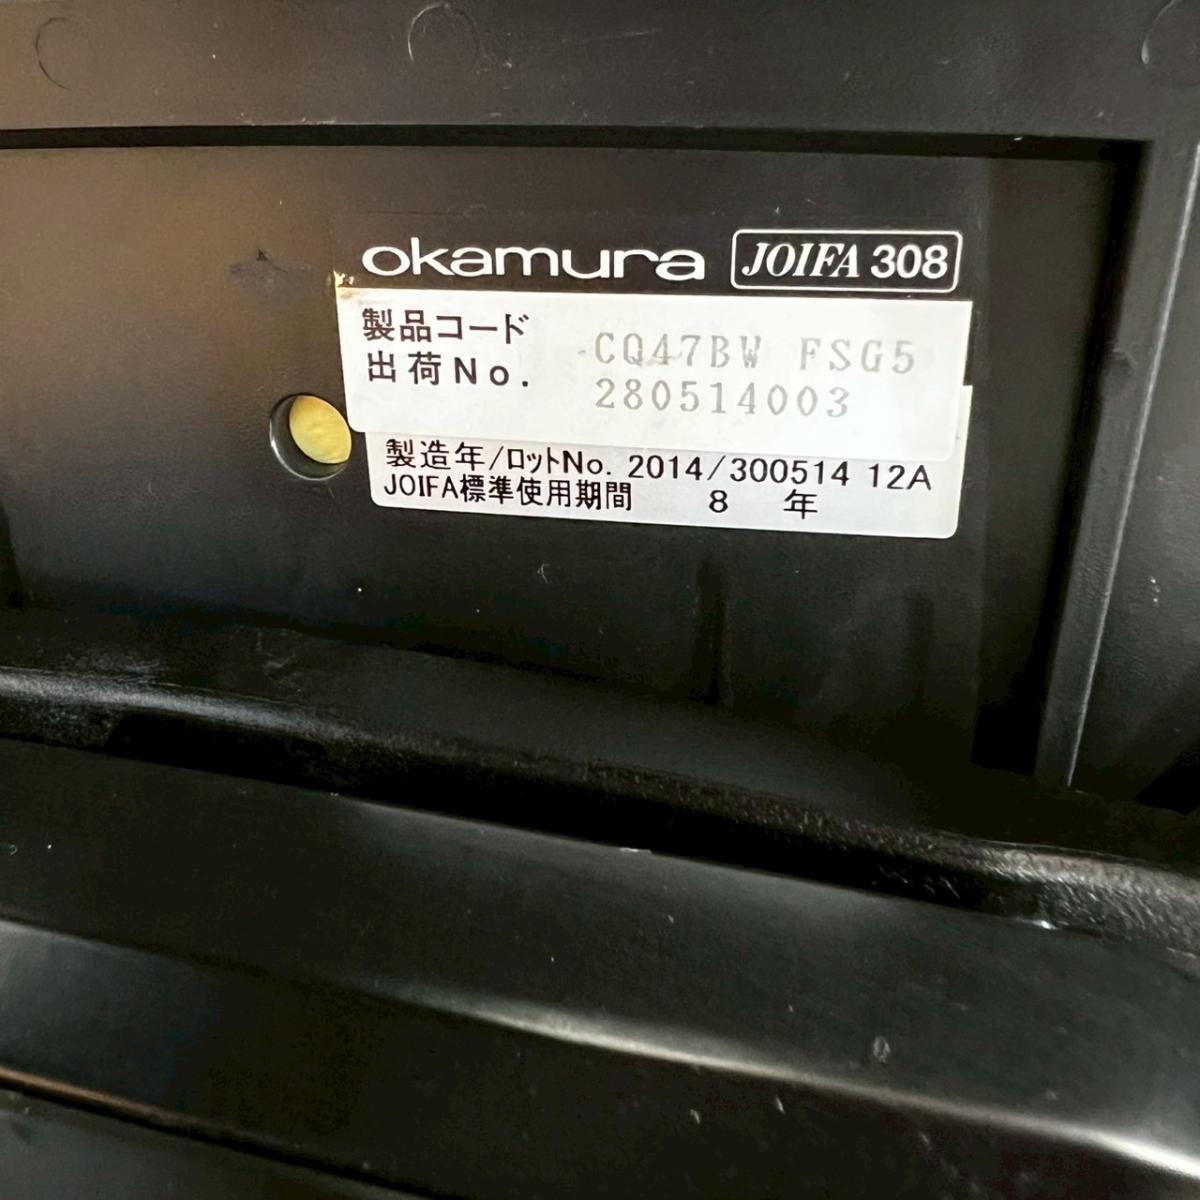 okamura JOIFA 308
製品コード CQ47BW FSG5
出荷No. 280514003
製造年/ロットNo. 2014/300514 12A
JOIFA標準使用期間 8 年